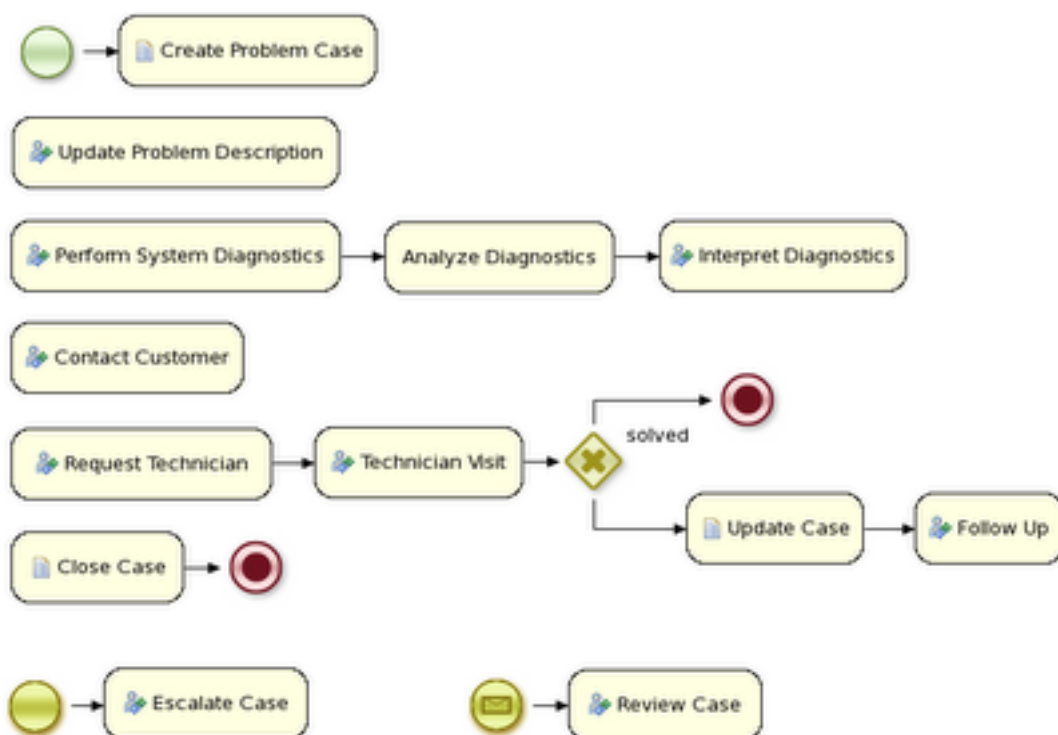 Create Problem Case
Update Problem Description
Perform System Diagnostics
Analyze Diagnostics
Interpret Diagnostics
Contact Customer
solved
Request Technician
Technician Visit
Update Case
Follow Up
Close Case
Escalate Case
Review Case